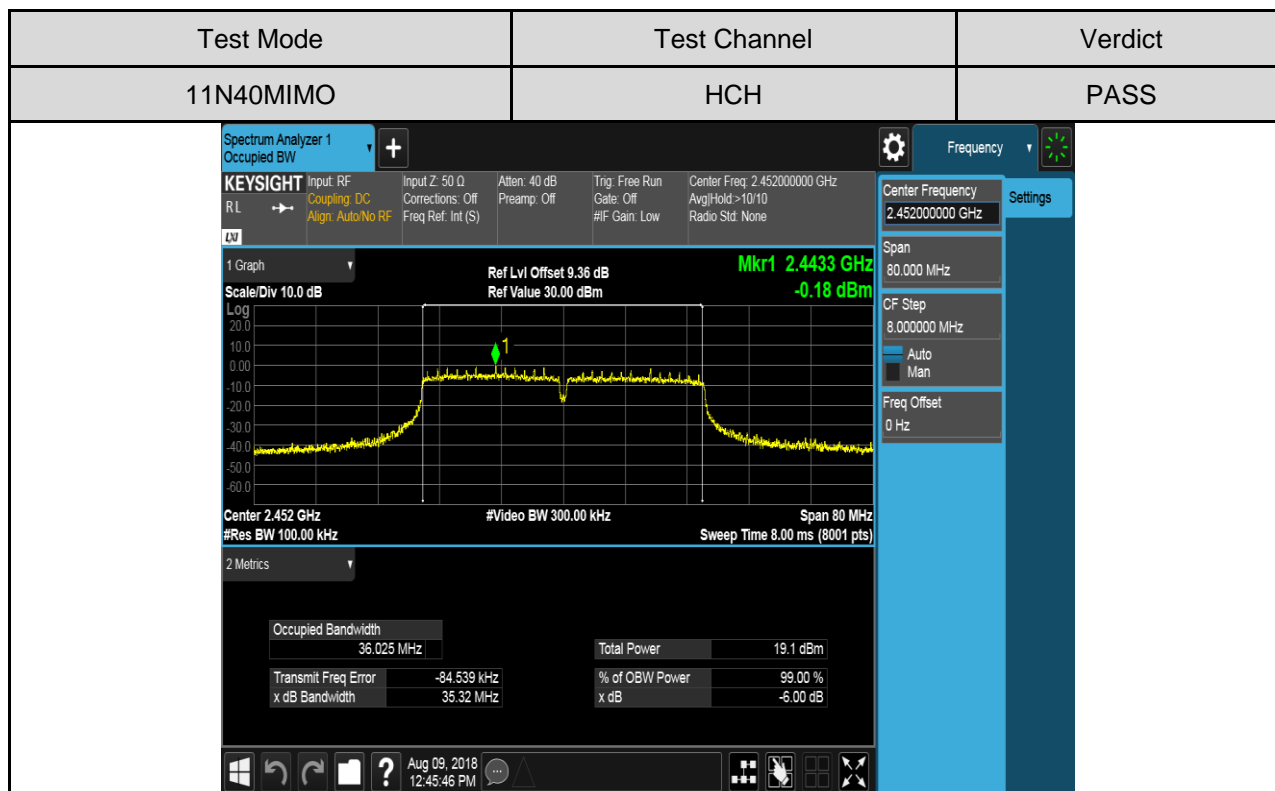 Test Mode Test Channel Verdict
11N40MIMO HCH PASS
Spectrum Analyzer 1
Occupied BW
+
Frequency
KEYSIGHT Input: RF Input Z: 50 Ω Atten: 40 dB Trig: Free Run Center Freq: 2.452000000 GHz
RL Coupling: DC Corrections: Off Preamp: Off Gate: Off Avg|Hold:>10/10
Align: Auto/No RF Freq Ref: Int (S) #IF Gain: Low Radio Std: None
LXI
Center Frequency
2.452000000 GHz
Settings
Span
80.000 MHz
CF Step
8.000000 MHz
Auto
Man
Freq Offset
0 Hz
1 Graph
Ref Lvl Offset 9.36 dB
Mkr1 2.4433 GHz
Scale/Div 10.0 dB Ref Value 30.00 dBm -0.18 dBm
Log
20.0
10.0
1
0.00
-10.0
-20.0
-30.0
-40.0
-50.0
-60.0
Center 2.452 GHz #Video BW 300.00 kHz Span 80 MHz
#Res BW 100.00 kHz Sweep Time 8.00 ms (8001 pts)
2 Metrics
Occupied Bandwidth
36.025 MHz
Total Power 19.1 dBm
Transmit Freq Error -84.539 kHz % of OBW Power 99.00 %
x dB Bandwidth 35.32 MHz x dB -6.00 dB
? Aug 09, 2018
12:45:46 PM